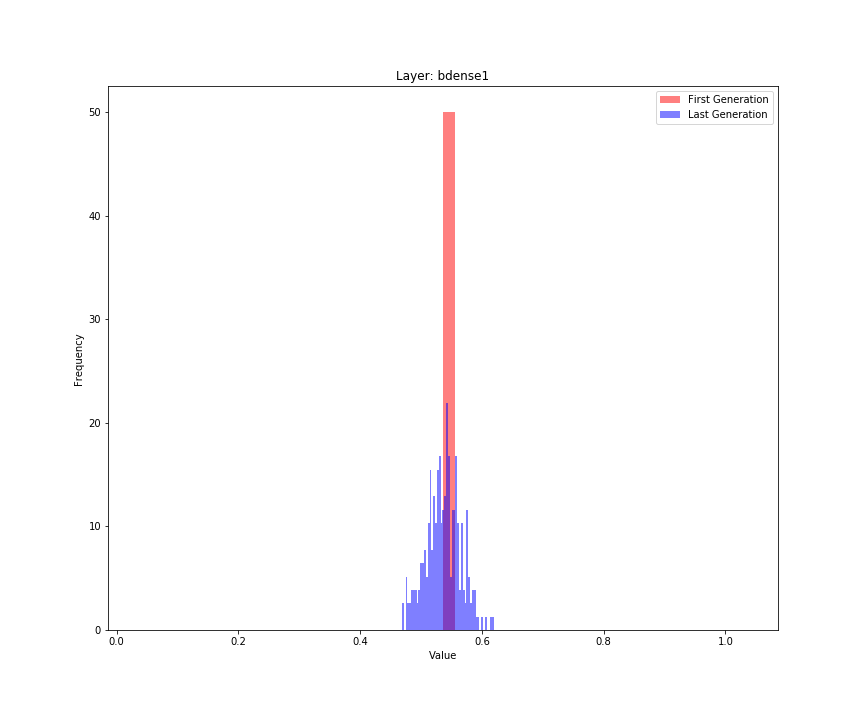 Layer: bdense1
First Generation
Last Generation
50
40
30
20
10
0
Frequency
0.0 0.2 0.4 0.6 0.8 1.0
Value